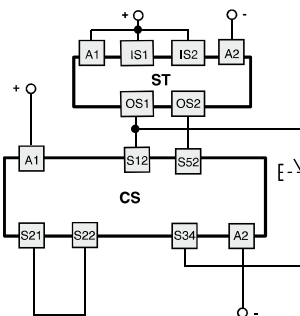 + -
A1 IS1 IS2 A2
ST
+
OS1 OS2
A1 S12 S52
CS
S21 S22 S34 A2
-